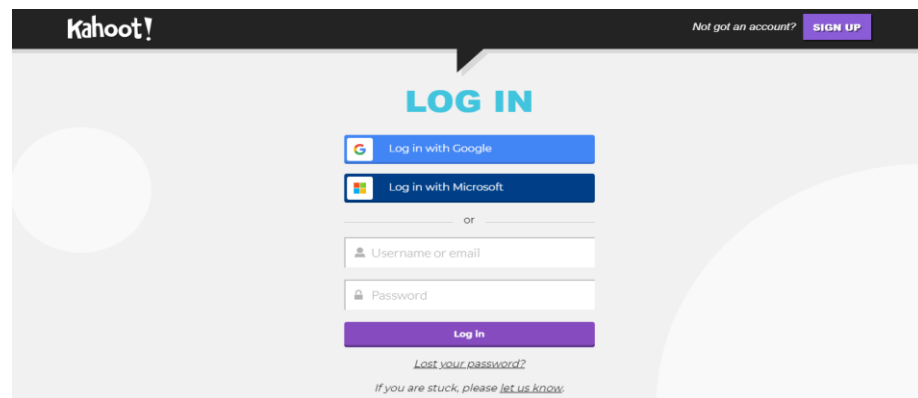 Kahoot!
Not got an account? SIGN UP
LOG IN
Log in with Google
Log in with Microsoft
or
Username or email
Password
Log in
Lost your password?
If you are stuck, please let us know.